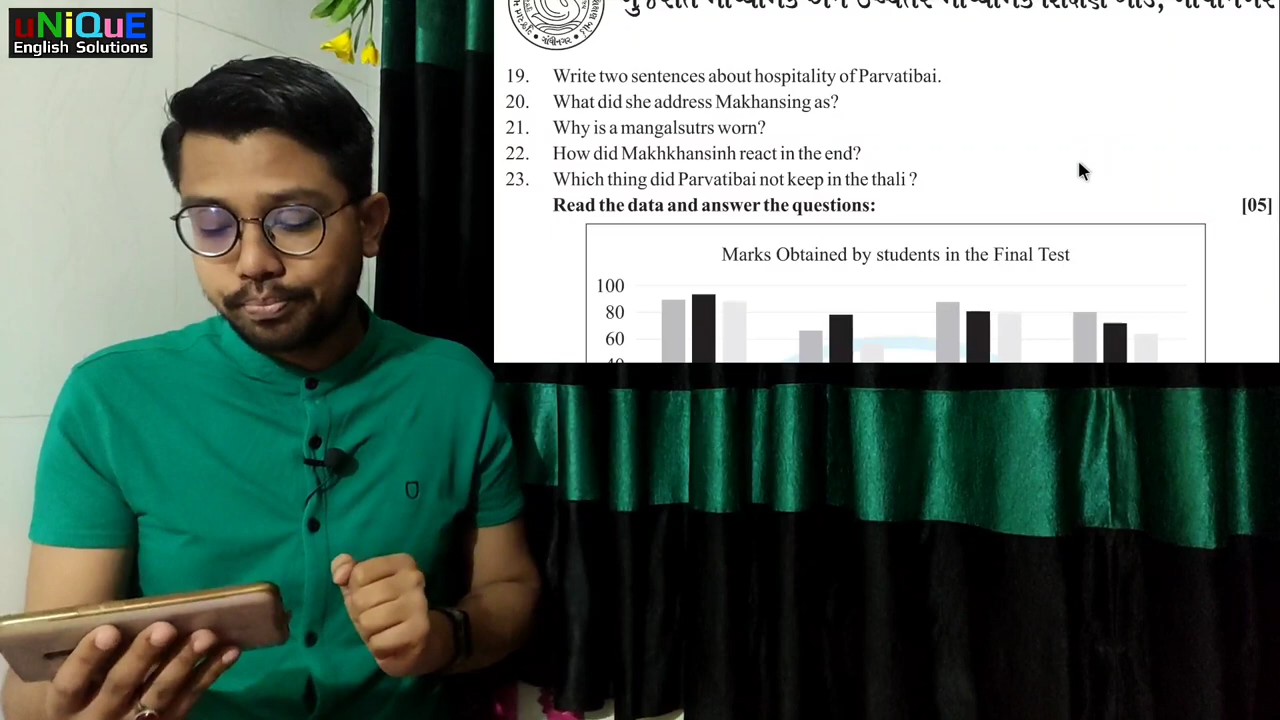 uNiQuE
English Solutions
19. Write two sentences about hospitality of Parvatibai.
20. What did she address Makhansing as?
21. Why is a mangalsutrs worn?
22. How did Makhkhansinh react in the end?
23. Which thing did Parvatibai not keep in the thali ?
Read the data and answer the questions: [05]
Marks Obtained by students in the Final Test
100
80
60
40